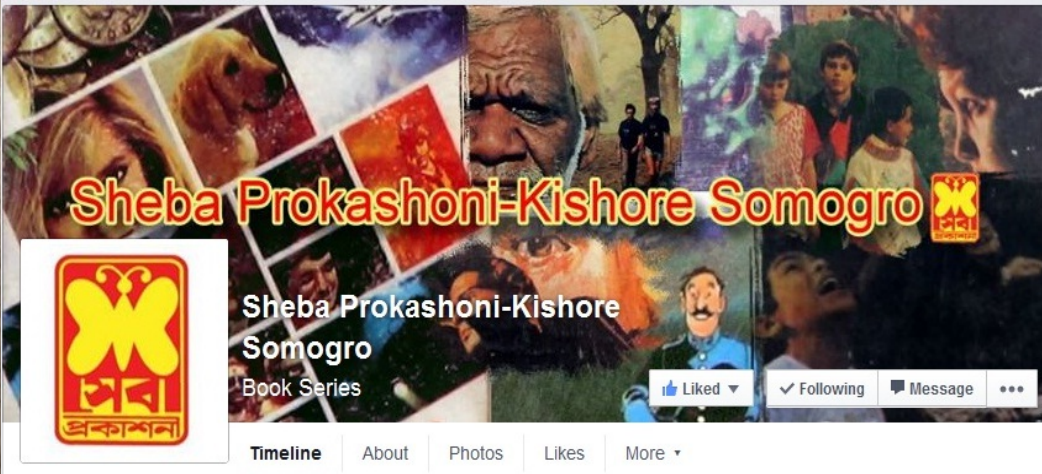 Sheba Prokashoni-Kishore Somogro
সেবা
প্রকাশনী
সেবা
প্রকাশনী
Sheba Prokashoni-Kishore
Somogro
Book Series
Liked
Following
Message
Timeline
About
Photos
Likes
More